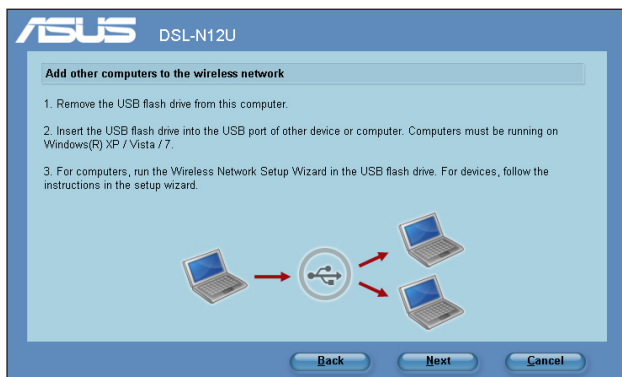 ASUS DSL-N12U
Add other computers to the wireless network
1. Remove the USB flash drive from this computer.
2. Insert the USB flash drive into the USB port of other device or computer. Computers must be running on
Windows(R) XP / Vista / 7.
3. For computers, run the Wireless Network Setup Wizard in the USB flash drive. For devices, follow the
instructions in the setup wizard.
Back Next Cancel